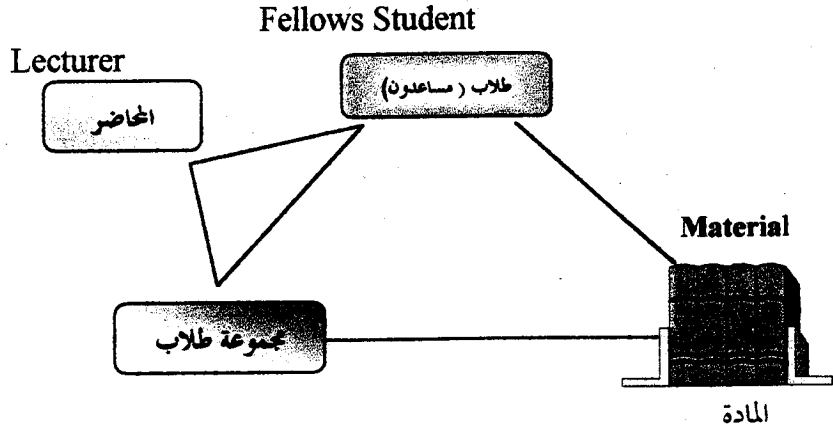 Fellows Student
Lecturer
طلاب (مساعدون)
المحاضر
Material
مجموعة طلاب
المادة